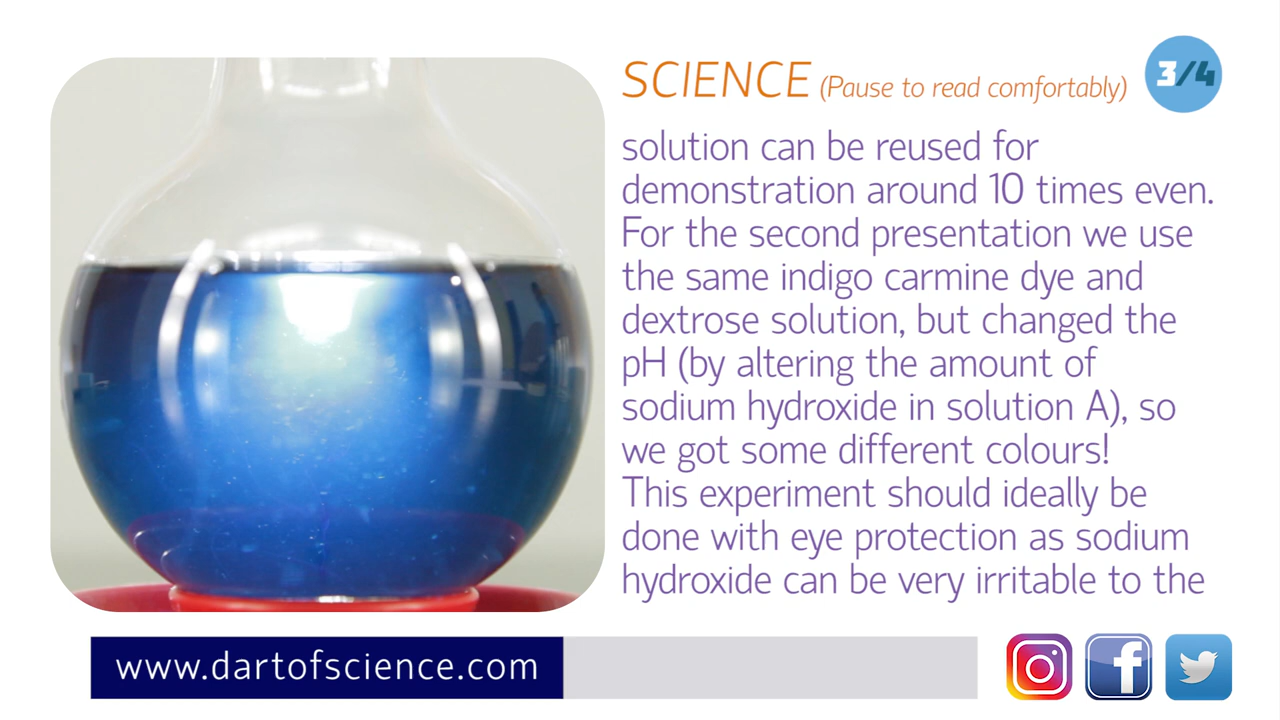 SCIENCE (Pause to read comfortably)
3/4
solution can be reused for
demonstration around 10 times even.
For the second presentation we use
the same indigo carmine dye and
dextrose solution, but changed the
pH (by altering the amount of
sodium hydroxide in solution A), so
we got some different colours!
This experiment should ideally be
done with eye protection as sodium
hydroxide can be very irritable to the
www.dartofscience.com